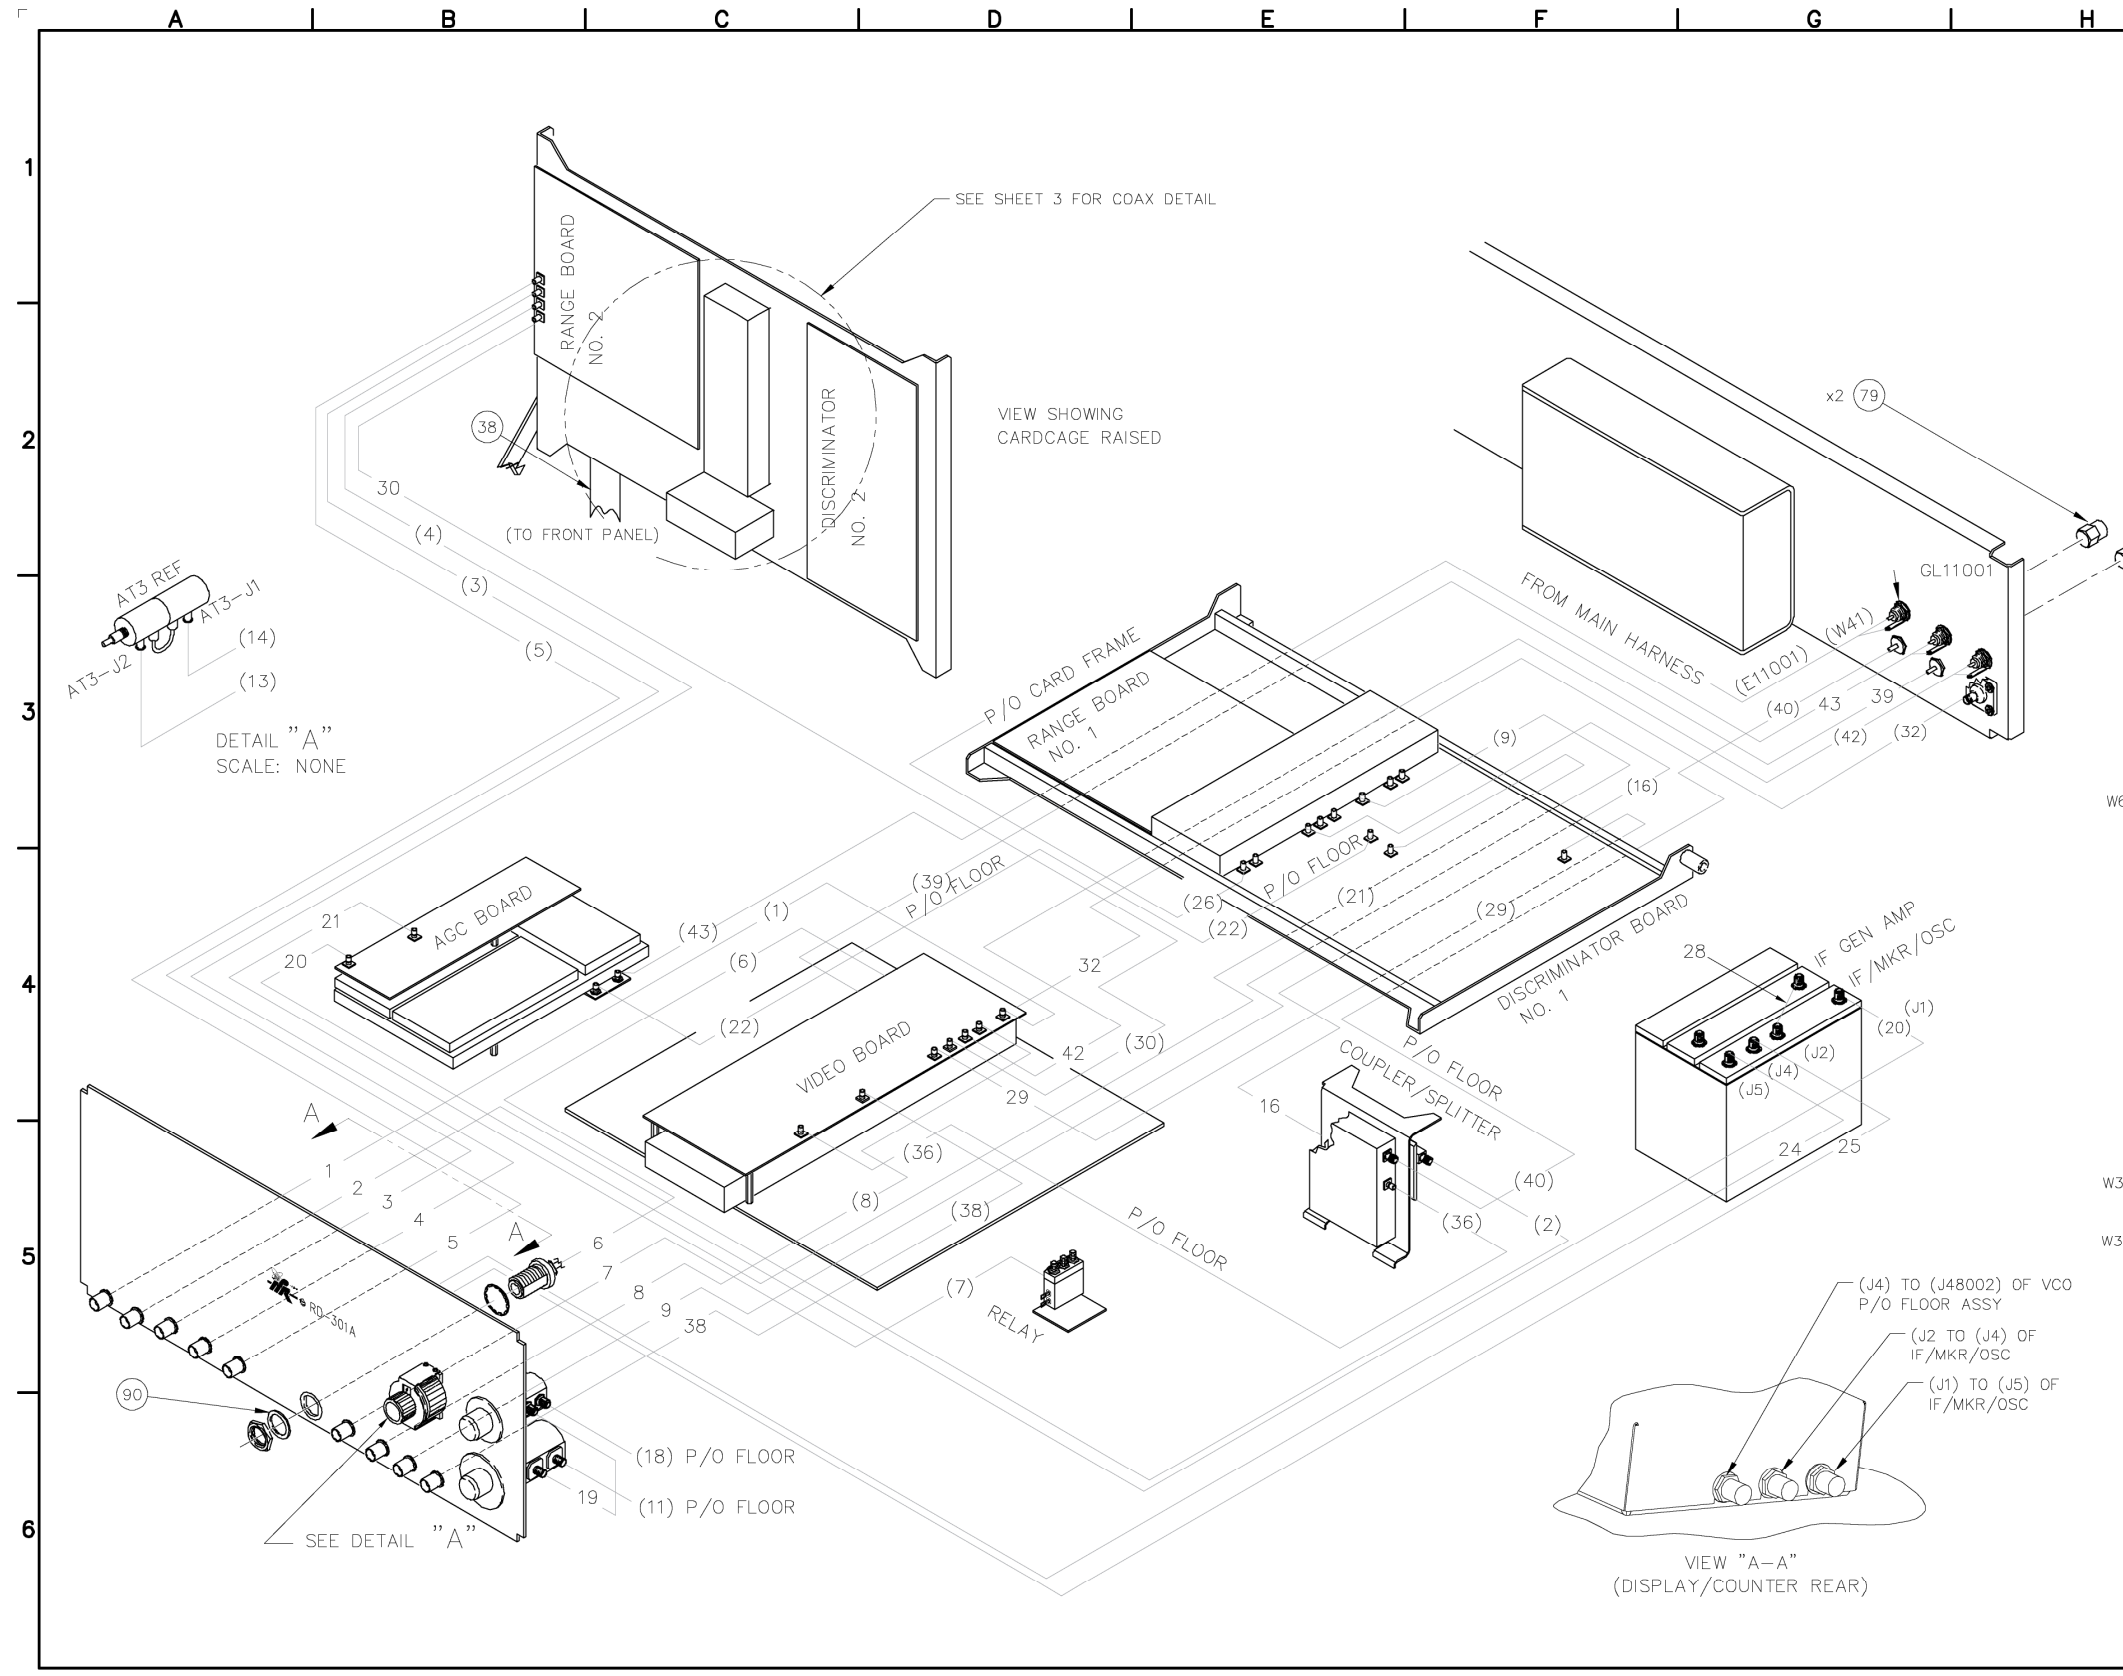 A B C D E F G H
1
2
3
4
5
6
SEE SHEET 3 FOR COAX DETAIL
RANGE BOARD
NO. 2
DISCRIMINATOR
NO. 2
VIEW SHOWING
CARDCAGE RAISED
38
(TO FRONT PANEL)
30
(4)
(3)
(5)
x2 79
GL11001
FROM MAIN HARNESS
(E11001)
(W41)
(40)
43
39
(42)
(32)
AT3 REF
AT3-J1
AT3-J2
(14)
(13)
DETAIL "A"
SCALE: NONE
P/O CARD FRAME
RANGE BOARD
NO. 1
(9)
(16)
P/O FLOOR
(26)
(22)
(22)
(21)
(29)
DISCRIMINATOR BOARD
NO. 1
W6
21
20
AGC BOARD
(43)
(1)
(39)
P/O FLOOR
(6)
(22)
32
VIDEO BOARD
42
(30)
29
(36)
(8)
(38)
P/O FLOOR
COUPLER/SPLITTER
16
(40)
(36)
(2)
P/O FLOOR
28
IF GEN AMP
IF/MKR/OSC
(J1)
(20)
(J2)
(J4)
(J5)
24
25
W3
W3
A
A
1
2
3
4
5
6
7
8
9
38
RD-301A
(7)
RELAY
90
(18) P/O FLOOR
19
(11) P/O FLOOR
SEE DETAIL "A"
(J4) TO (J48002) OF VCO
P/O FLOOR ASSY
(J2 TO (J4) OF
IF/MKR/OSC
(J1) TO (J5) OF
IF/MKR/OSC
VIEW "A-A"
(DISPLAY/COUNTER REAR)